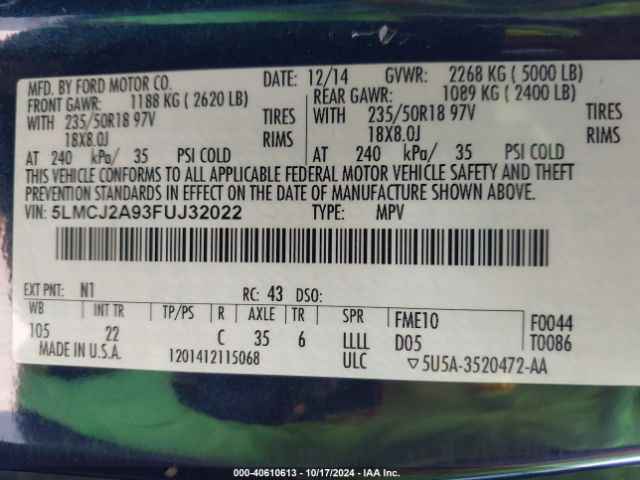 MFD. BY FORD MOTOR CO. DATE: 12/14 GVWR: 2268 KG ( 5000 LB)
FRONT GAWR: 1188 KG ( 2620 LB) REAR GAWR: 1089 KG ( 2400 LB)
WITH 235/50R18 97V TIRES WITH 235/50R18 97V TIRES
18X8.0J RIMS 18X8.0J RIMS
AT 240 kPa/ 35 PSI COLD AT 240 kPa/ 35 PSI COLD
THIS VEHICLE CONFORMS TO ALL APPLICABLE FEDERAL MOTOR VEHICLE SAFETY AND THEFT
PREVENTION STANDARDS IN EFFECT ON THE DATE OF MANUFACTURE SHOWN ABOVE.
VIN: 5LMCJ2A93FUJ32022 TYPE: MPV
EXT PNT: N1 RC: 43 DSO:
WB INT TR TP/PS R AXLE TR SPR FME10 F0044
105 22 C 35 6 LLLL D05 T0086
MADE IN U.S.A. 1201412115068 ULC ▽5U5A-3520472-AA
000-40610613 - 10/17/2024 - IAA Inc.